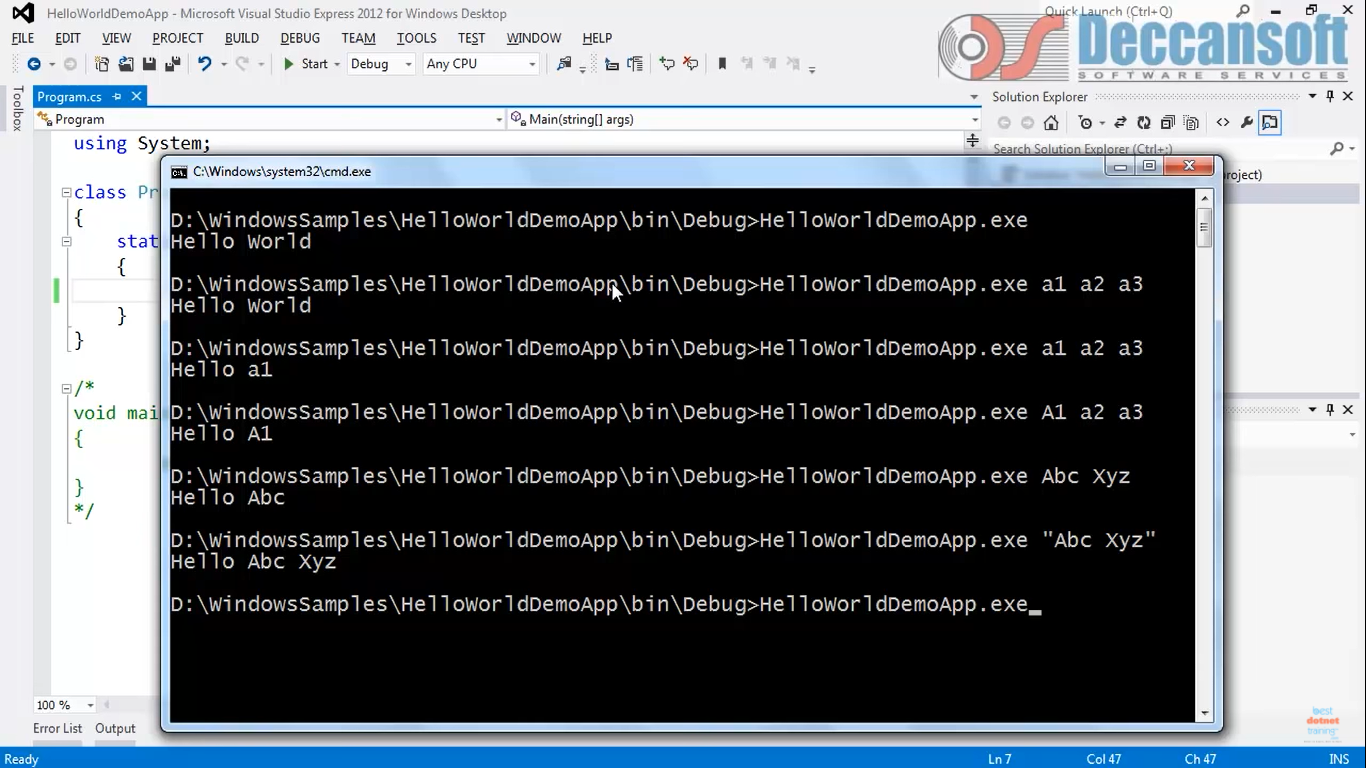 HelloWorldDemoApp - Microsoft Visual Studio Express 2012 for Windows Desktop
Quick Launch (Ctrl+Q)
FILE EDIT VIEW PROJECT BUILD DEBUG TEAM TOOLS TEST WINDOW HELP
Deccansoft
SOFTWARE SERVICES
Start Debug Any CPU
Toolbox
Program.cs
Solution Explorer
Program
Main(string[] args)
Search Solution Explorer (Ctrl+;)
using System;
C:\Windows\system32\cmd.exe
project)
class Pr
{
stat
{
}
}
/*
void mai
{
}
*/
D:\WindowsSamples\HelloWorldDemoApp\bin\Debug>HelloWorldDemoApp.exe
Hello World
D:\WindowsSamples\HelloWorldDemoApp\bin\Debug>HelloWorldDemoApp.exe a1 a2 a3
Hello World
D:\WindowsSamples\HelloWorldDemoApp\bin\Debug>HelloWorldDemoApp.exe a1 a2 a3
Hello a1
D:\WindowsSamples\HelloWorldDemoApp\bin\Debug>HelloWorldDemoApp.exe A1 a2 a3
Hello A1
D:\WindowsSamples\HelloWorldDemoApp\bin\Debug>HelloWorldDemoApp.exe Abc Xyz
Hello Abc
D:\WindowsSamples\HelloWorldDemoApp\bin\Debug>HelloWorldDemoApp.exe "Abc Xyz"
Hello Abc Xyz
D:\WindowsSamples\HelloWorldDemoApp\bin\Debug>HelloWorldDemoApp.exe_
100 %
Error List Output
best
dotnet
training
Ready Ln 7 Col 47 Ch 47 INS